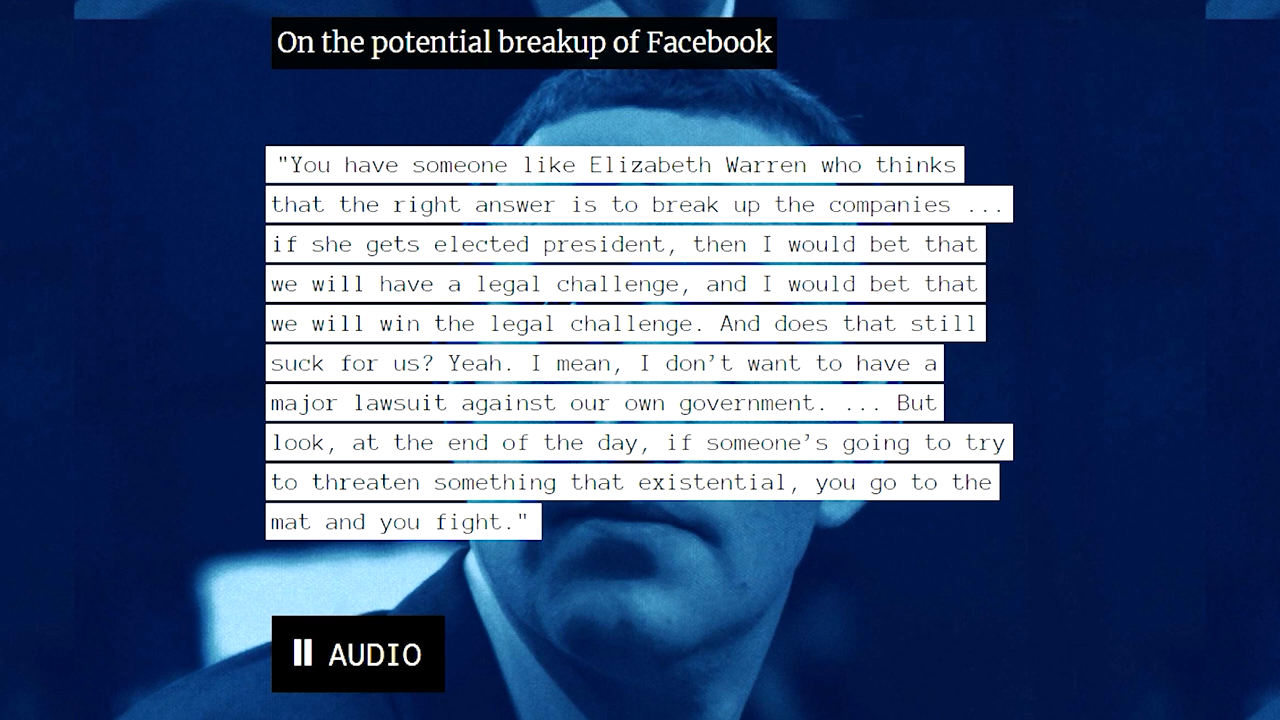 On the potential breakup of Facebook
"You have someone like Elizabeth Warren who thinks
that the right answer is to break up the companies ...
if she gets elected president, then I would bet that
we will have a legal challenge, and I would bet that
we will win the legal challenge. And does that still
suck for us? Yeah. I mean, I don’t want to have a
major lawsuit against our own government. ... But
look, at the end of the day, if someone’s going to try
to threaten something that existential, you go to the
mat and you fight."
AUDIO